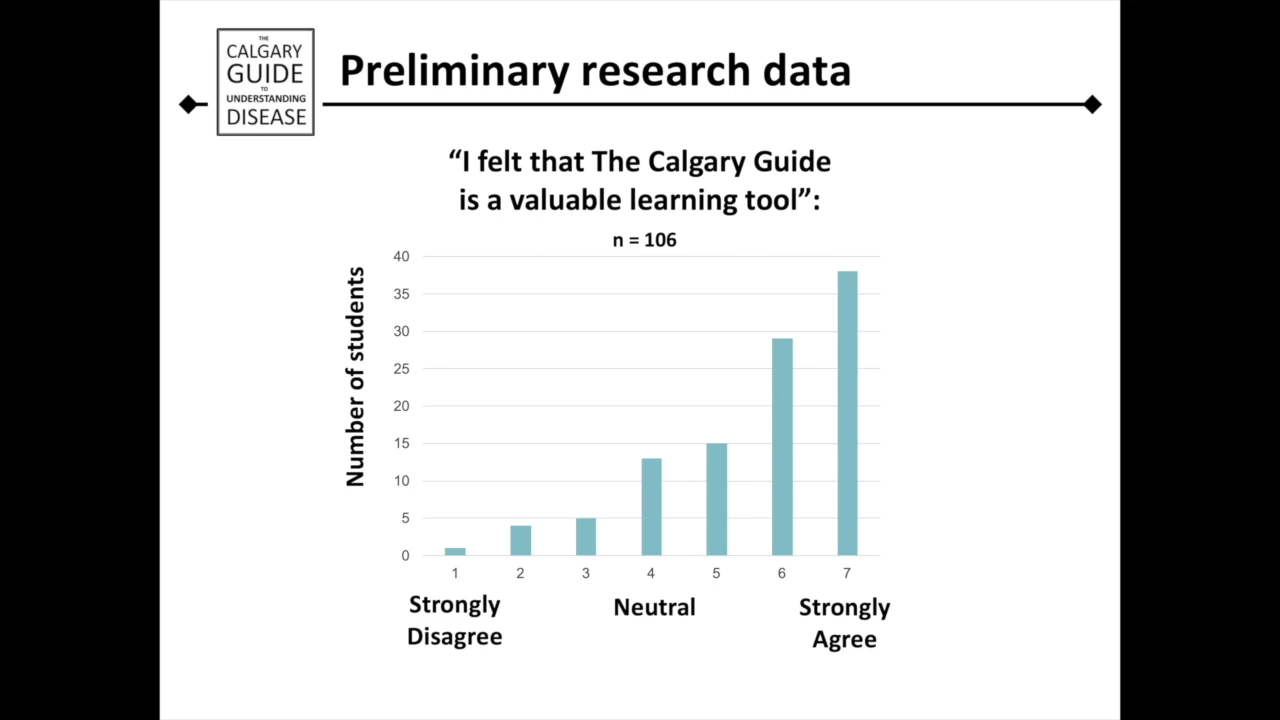 THE
CALGARY
GUIDE
TO
UNDERSTANDING
DISEASE
Preliminary research data
“I felt that The Calgary Guide
is a valuable learning tool”:
n = 106
Number of students
40
35
30
25
20
15
10
5
0
1 2 3 4 5 6 7
Strongly
Disagree
Neutral
Strongly
Agree